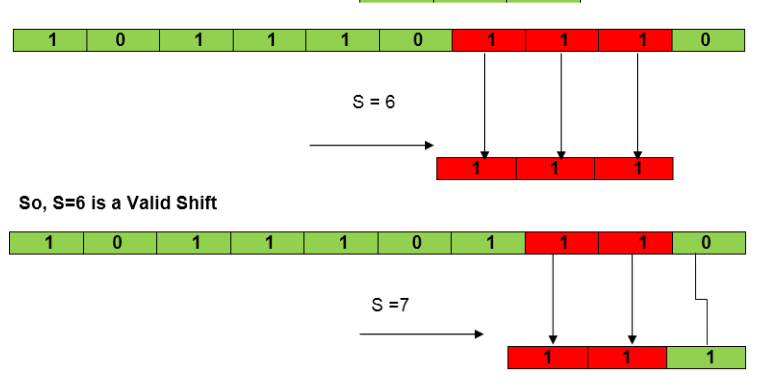 1 0 1 1 1 0 1 1 1 0
S = 6
1 1 1
So, S=6 is a Valid Shift
1 0 1 1 1 0 1 1 1 0
S =7
1 1 1